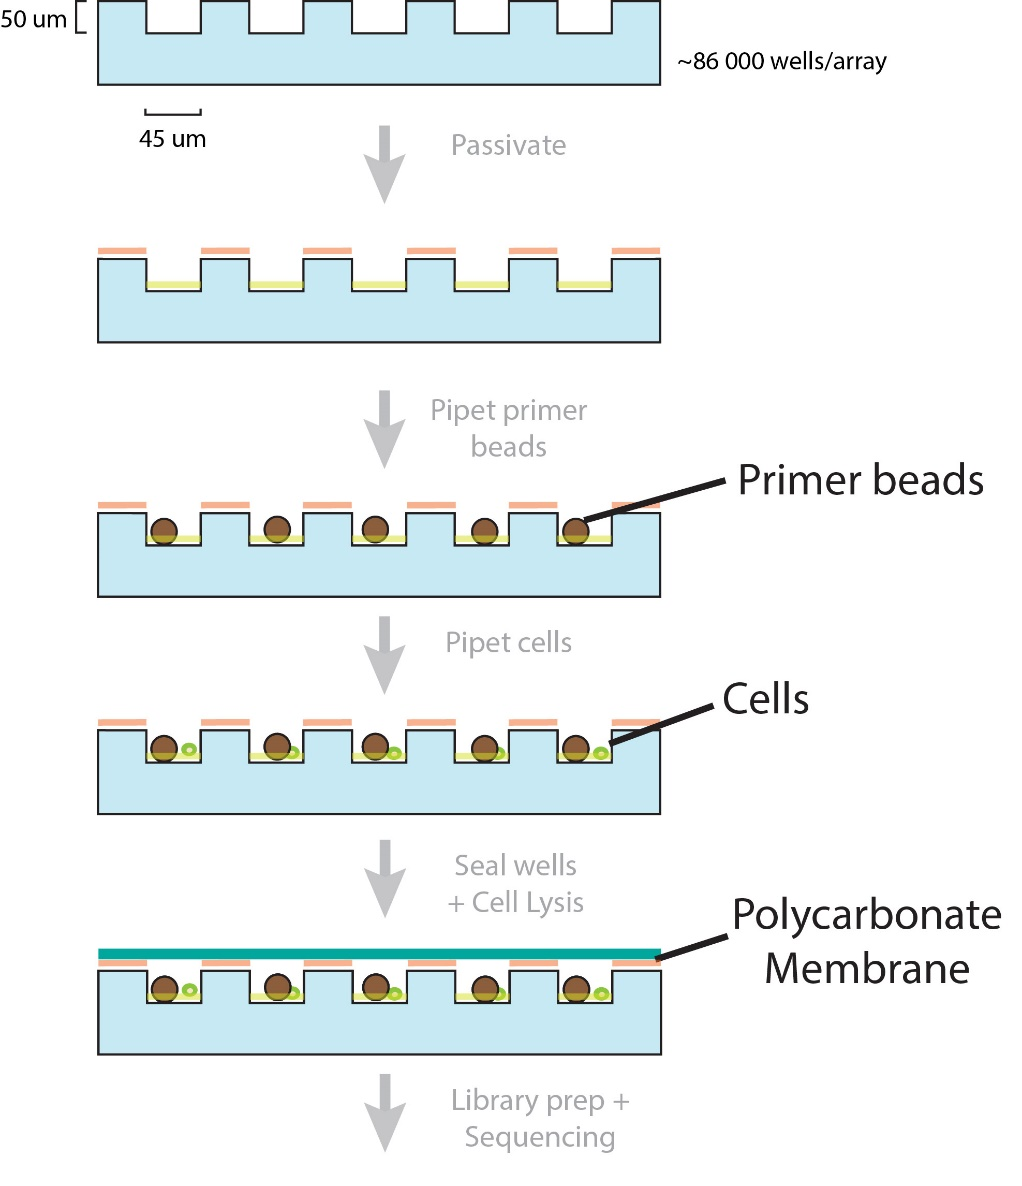 50 um
~86 000 wells/array
45 um
Passivate
Pipet primer
beads
Primer beads
Pipet cells
Cells
Seal wells
+ Cell Lysis
Polycarbonate
Membrane
Library prep +
Sequencing